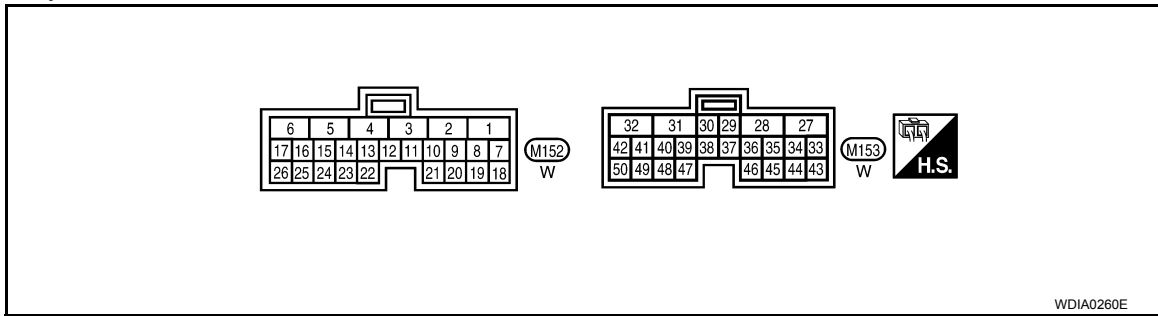 6 5 4 3 2 1
17 16 15 14 13 12 11 10 9 8 7
26 25 24 23 22 21 20 19 18
M152
W
32 31 30 29 28 27
42 41 40 39 38 37 36 35 34 33
50 49 48 47 46 45 44 43
M153
W
H.S.
WDIA0260E